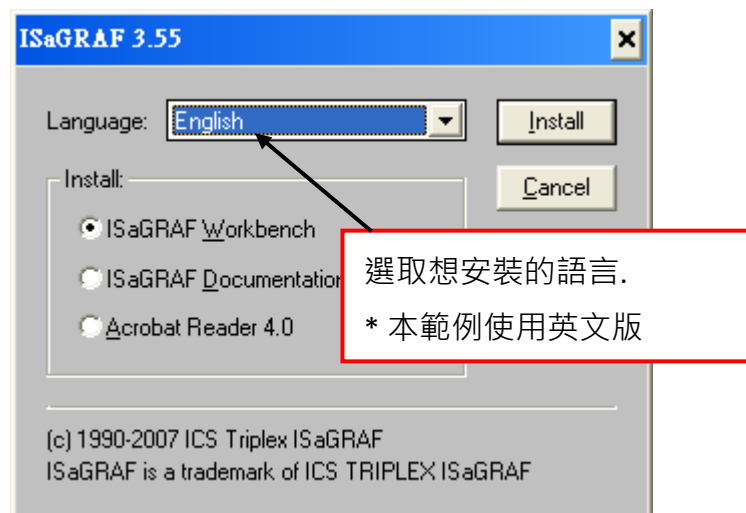 ISaGRAF 3.55
Language: English
Install
Install:
Cancel
ISaGRAF Workbench
ISaGRAF Documentation
Acrobat Reader 4.0
選取想安裝的語言.
* 本範例使用英文版
(c) 1990-2007 ICS Triplex ISaGRAF
ISaGRAF is a trademark of ICS TRIPLEX ISaGRAF